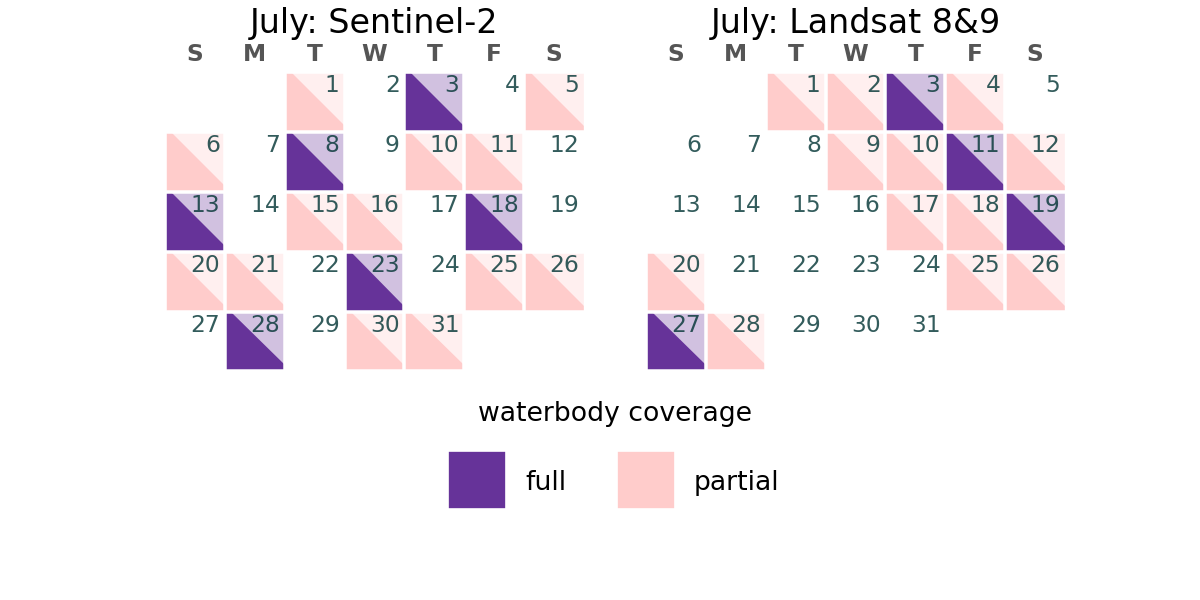 July: Sentinel-2
S M T W T F S
1 2 3 4 5
6 7 8 9 10 11 12
13 14 15 16 17 18 19
20 21 22 23 24 25 26
27 28 29 30 31
July: Landsat 8&9
S M T W T F S
1 2 3 4 5
6 7 8 9 10 11 12
13 14 15 16 17 18 19
20 21 22 23 24 25 26
27 28 29 30 31
waterbody coverage
full partial